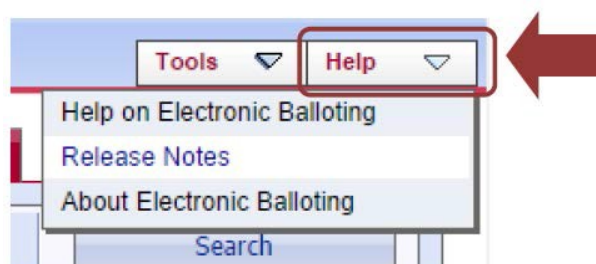 Tools Help
Help on Electronic Balloting
Release Notes
About Electronic Balloting
Search